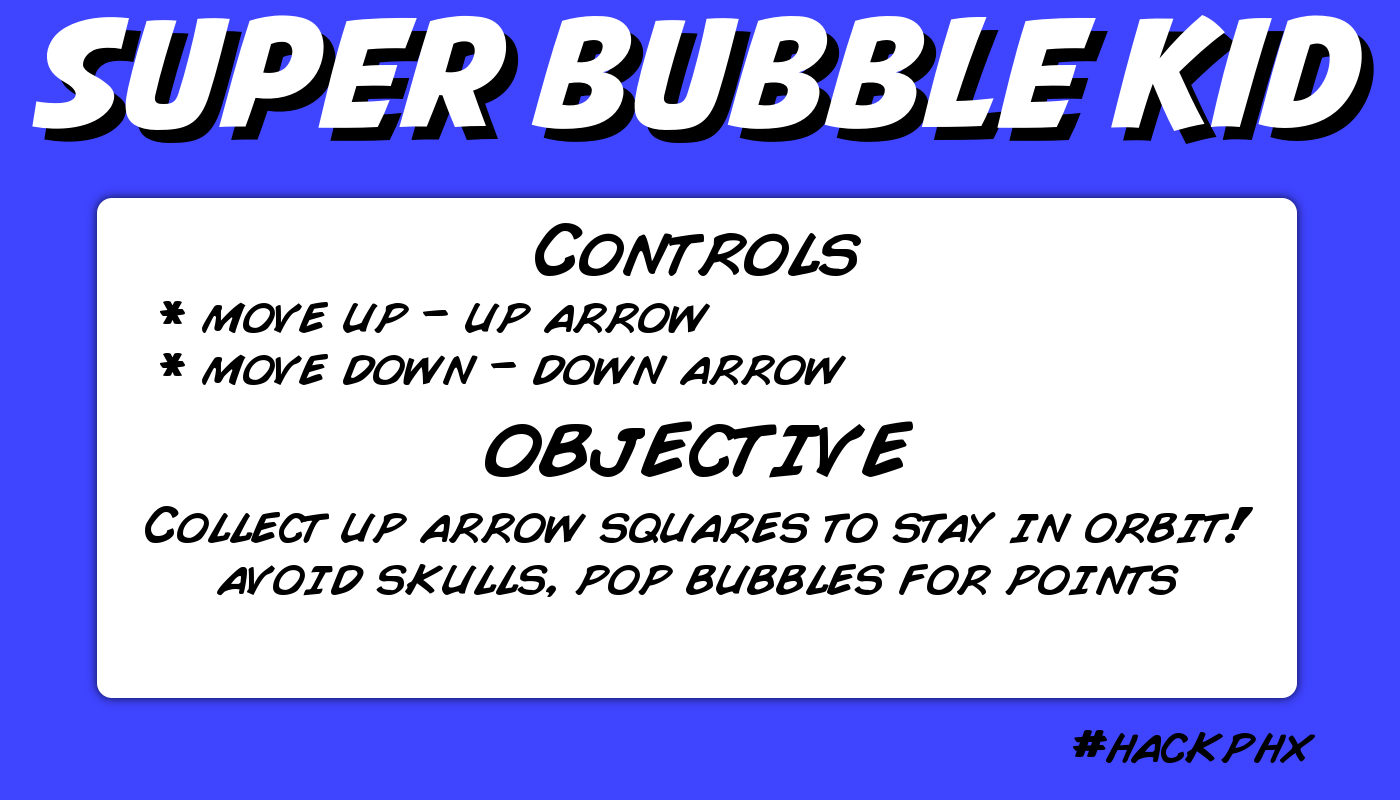 SUPER BUBBLE KID
CONTROLS
* MOVE UP - UP ARROW
* MOVE DOWN - DOWN ARROW
OBJECTIVE
COLLECT UP ARROW SQUARES TO STAY IN ORBIT!
AVOID SKULLS, POP BUBBLES FOR POINTS
#HACKPHX